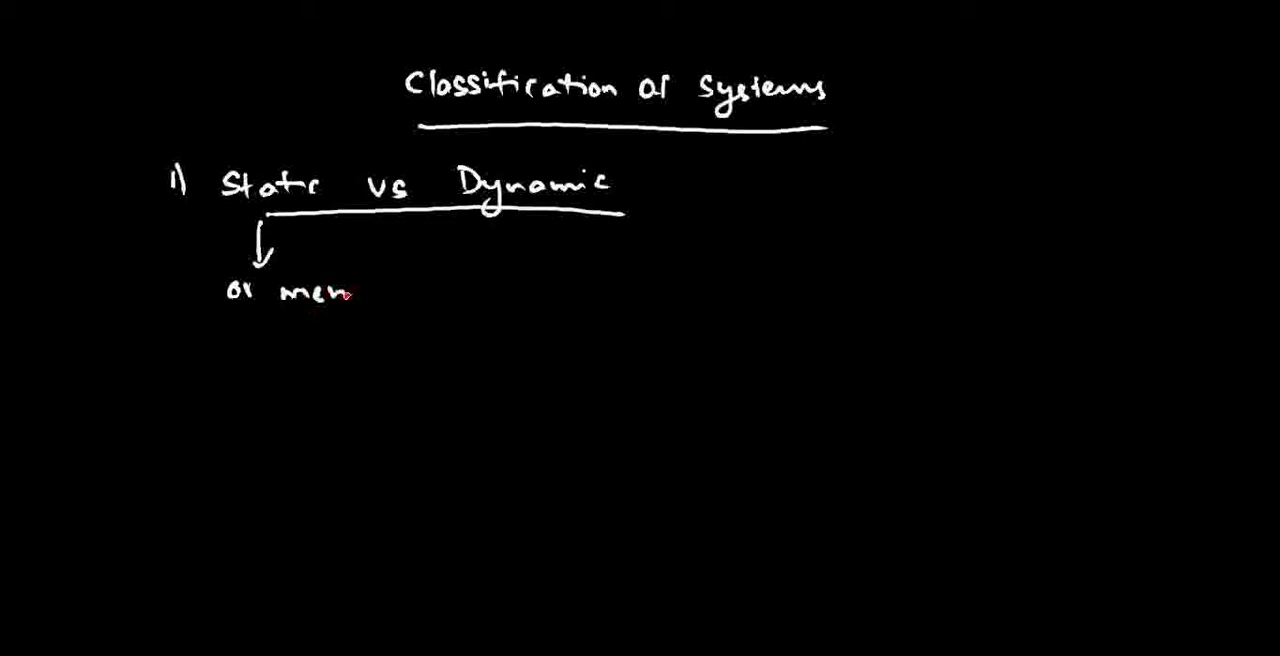 Classification of Systems
1) Static vs Dynamic
or mem